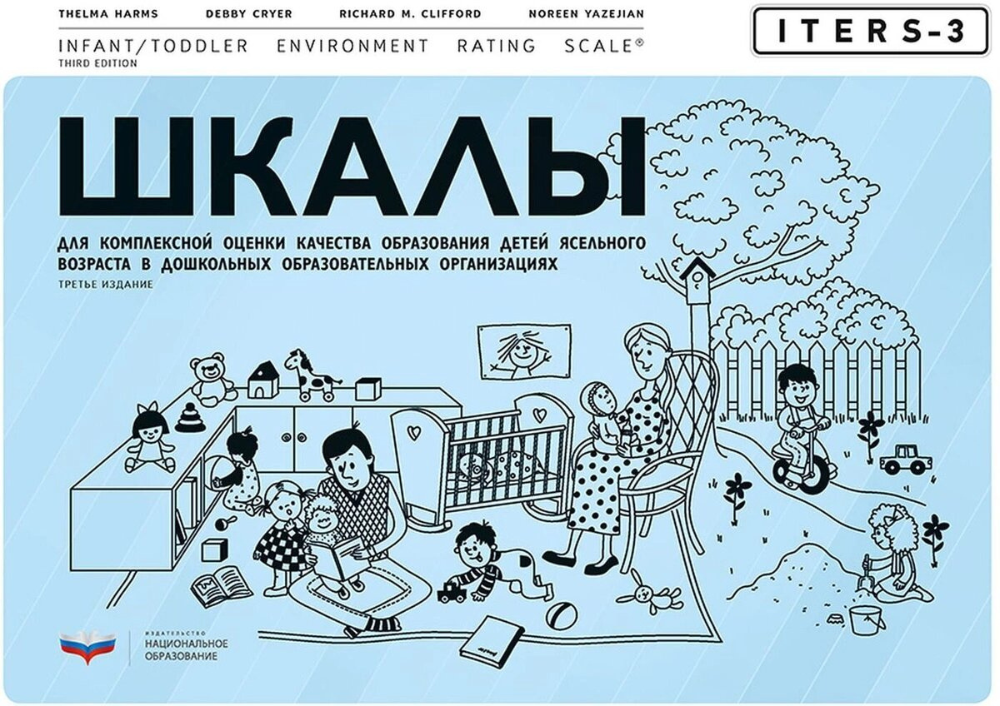 THELMA HARMS DEBBY CRYER RICHARD M. CLIFFORD NOREEN YAZEJIAN
INFANT/TODDLER ENVIRONMENT RATING SCALE®
THIRD EDITION
ITERS-3
ШКАЛЫ
ДЛЯ КОМПЛЕКСНОЙ ОЦЕНКИ КАЧЕСТВА ОБРАЗОВАНИЯ ДЕТЕЙ ЯСЕЛЬНОГО
ВОЗРАСТА В ДОШКОЛЬНЫХ ОБРАЗОВАТЕЛЬНЫХ ОРГАНИЗАЦИЯХ
ТРЕТЬЕ ИЗДАНИЕ
ИЗДАТЕЛЬСТВО
НАЦИОНАЛЬНОЕ
ОБРАЗОВАНИЕ